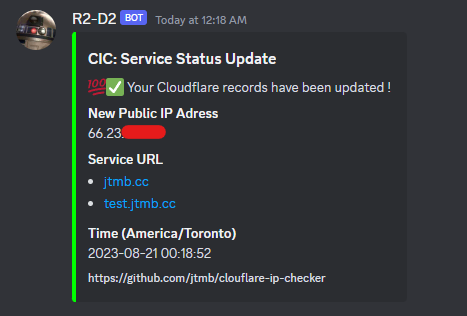 R2-D2 BOT Today at 12:18 AM
CIC: Service Status Update
💯✅ Your Cloudflare records have been updated !
New Public IP Adress
66.23
Service URL
jtmb.cc
test.jtmb.cc
Time (America/Toronto)
2023-08-21 00:18:52
https://github.com/jtmb/clouflare-ip-checker